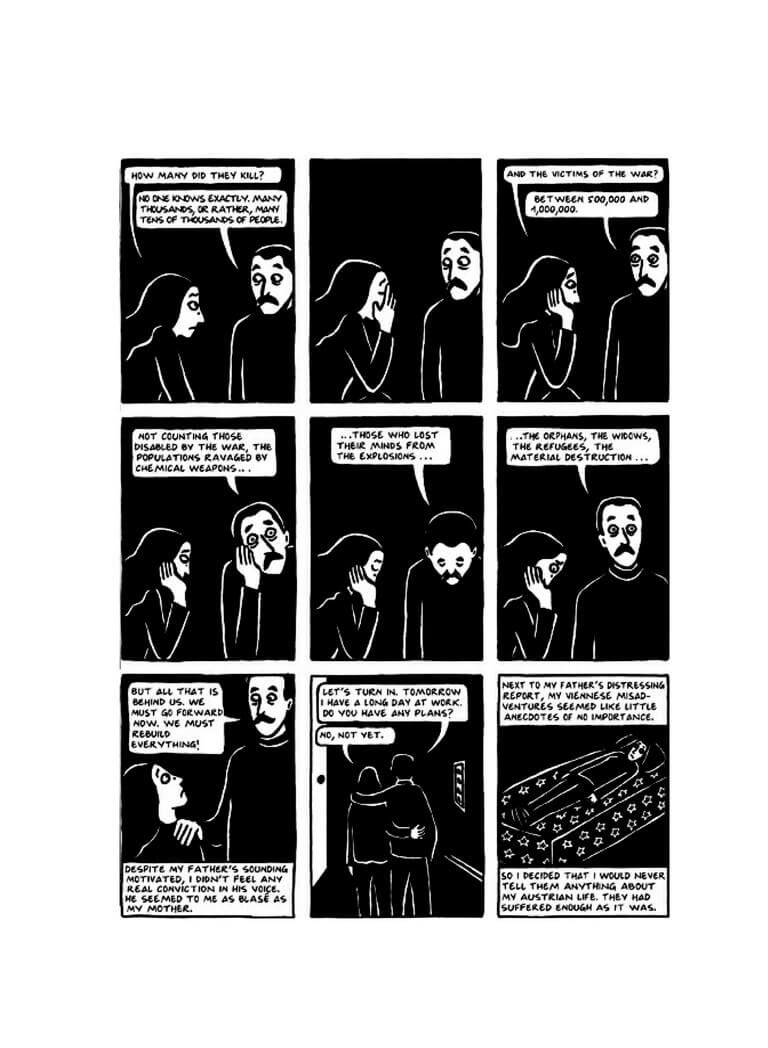 HOW MANY DID THEY KILL?
NO ONE KNOWS EXACTLY. MANY
THOUSANDS, OR RATHER, MANY
TENS OF THOUSANDS OF PEOPLE.
AND THE VICTIMS OF THE WAR?
BETWEEN 500,000 AND
1,000,000.
NOT COUNTING THOSE
DISABLED BY THE WAR, THE
POPULATIONS RAVAGED BY
CHEMICAL WEAPONS...
...THOSE WHO LOST
THEIR MINDS FROM
THE EXPLOSIONS ...
...THE ORPHANS, THE WIDOWS,
THE REFUGEES, THE
MATERIAL DESTRUCTION ...
BUT ALL THAT IS
BEHIND US. WE
MUST GO FORWARD
NOW. WE MUST
REBUILD
EVERYTHING!
DESPITE MY FATHER'S SOUNDING
MOTIVATED, I DIDN'T FEEL ANY
REAL CONVICTION IN HIS VOICE.
HE SEEMED TO ME AS BLASÉ AS
MY MOTHER.
LET'S TURN IN. TOMORROW
I HAVE A LONG DAY AT WORK.
DO YOU HAVE ANY PLANS?
NO, NOT YET.
NEXT TO MY FATHER'S DISTRESSING
REPORT, MY VIENNESE MISAD-
VENTURES SEEMED LIKE LITTLE
ANECDOTES OF NO IMPORTANCE.
SO I DECIDED THAT I WOULD NEVER
TELL THEM ANYTHING ABOUT
MY AUSTRIAN LIFE. THEY HAD
SUFFERED ENOUGH AS IT WAS.